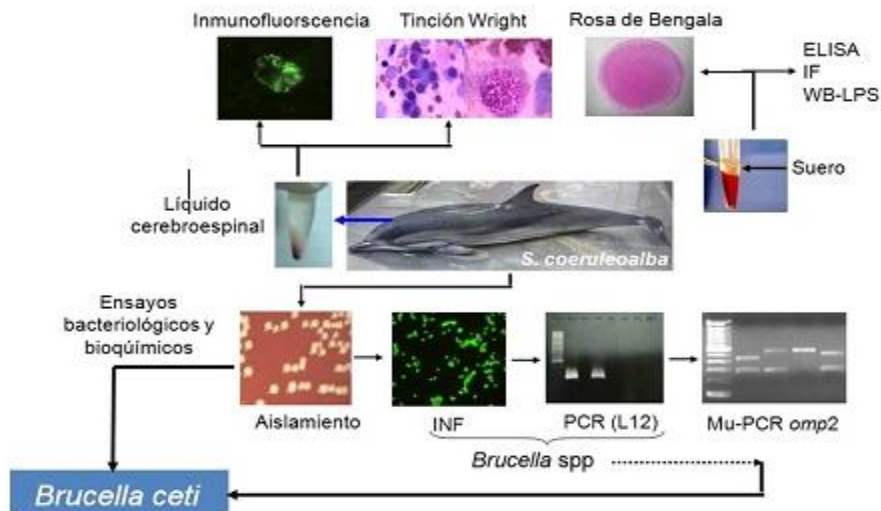 Inmunofluorscencia
Tinción Wright
Rosa de Bengala
ELISA
IF
WB-LPS
Suero
Líquido
cerebroespinal
S. coeruleoalba
Ensayos
bacteriológicos y
bioqúímicos
Aislamiento
INF
PCR (L12)
Mu-PCR omp2
Brucella spp
Brucella ceti